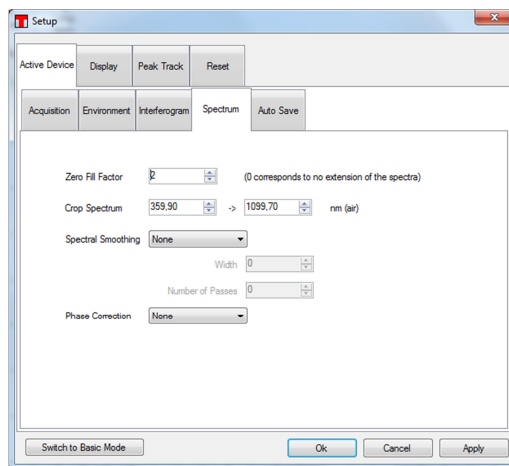 Setup
Active Device Display Peak Track Reset
Acquisition Environment Interferogram Spectrum Auto Save
Zero Fill Factor 2 (0 corresponds to no extension of the spectra)
Crop Spectrum 359,90 -> 1099,70 nm (air)
Spectral Smoothing None
Width 0
Number of Passes 0
Phase Correction None
Switch to Basic Mode Ok Cancel Apply